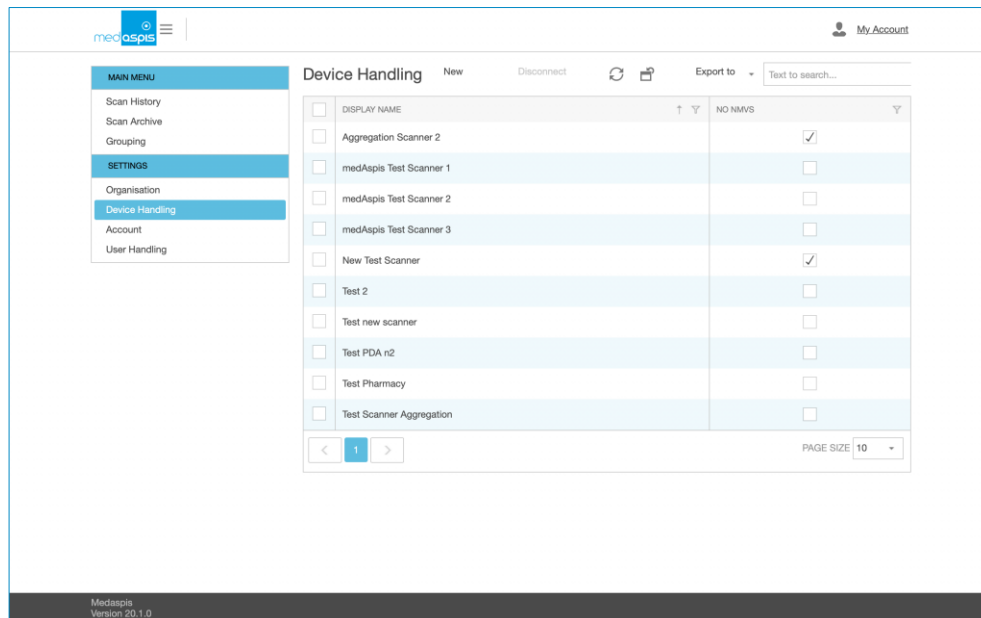 medaspis
My Account
MAIN MENU
Scan History
Scan Archive
Grouping
SETTINGS
Organisation
Device Handling
Account
User Handling
Device Handling New Disconnect Export to Text to search...
DISPLAY NAME NO NMVS
Aggregation Scanner 2
medAspis Test Scanner 1
medAspis Test Scanner 2
medAspis Test Scanner 3
New Test Scanner
Test 2
Test new scanner
Test PDA n2
Test Pharmacy
Test Scanner Aggregation
1 PAGE SIZE 10
Medaspis
Version 20.1.0